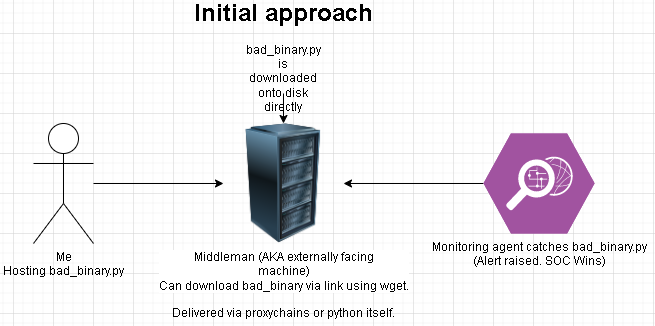 Initial approach
bad_binary.py
is
downloaded
onto disk
directly
Me
Hosting bad_binary.py
Middleman (AKA externally facing
machine)
Can download bad_binary via link using wget.
Delivered via proxychains or python itself.
Monitoring agent catches bad_binary.py
(Alert raised. SOC Wins)